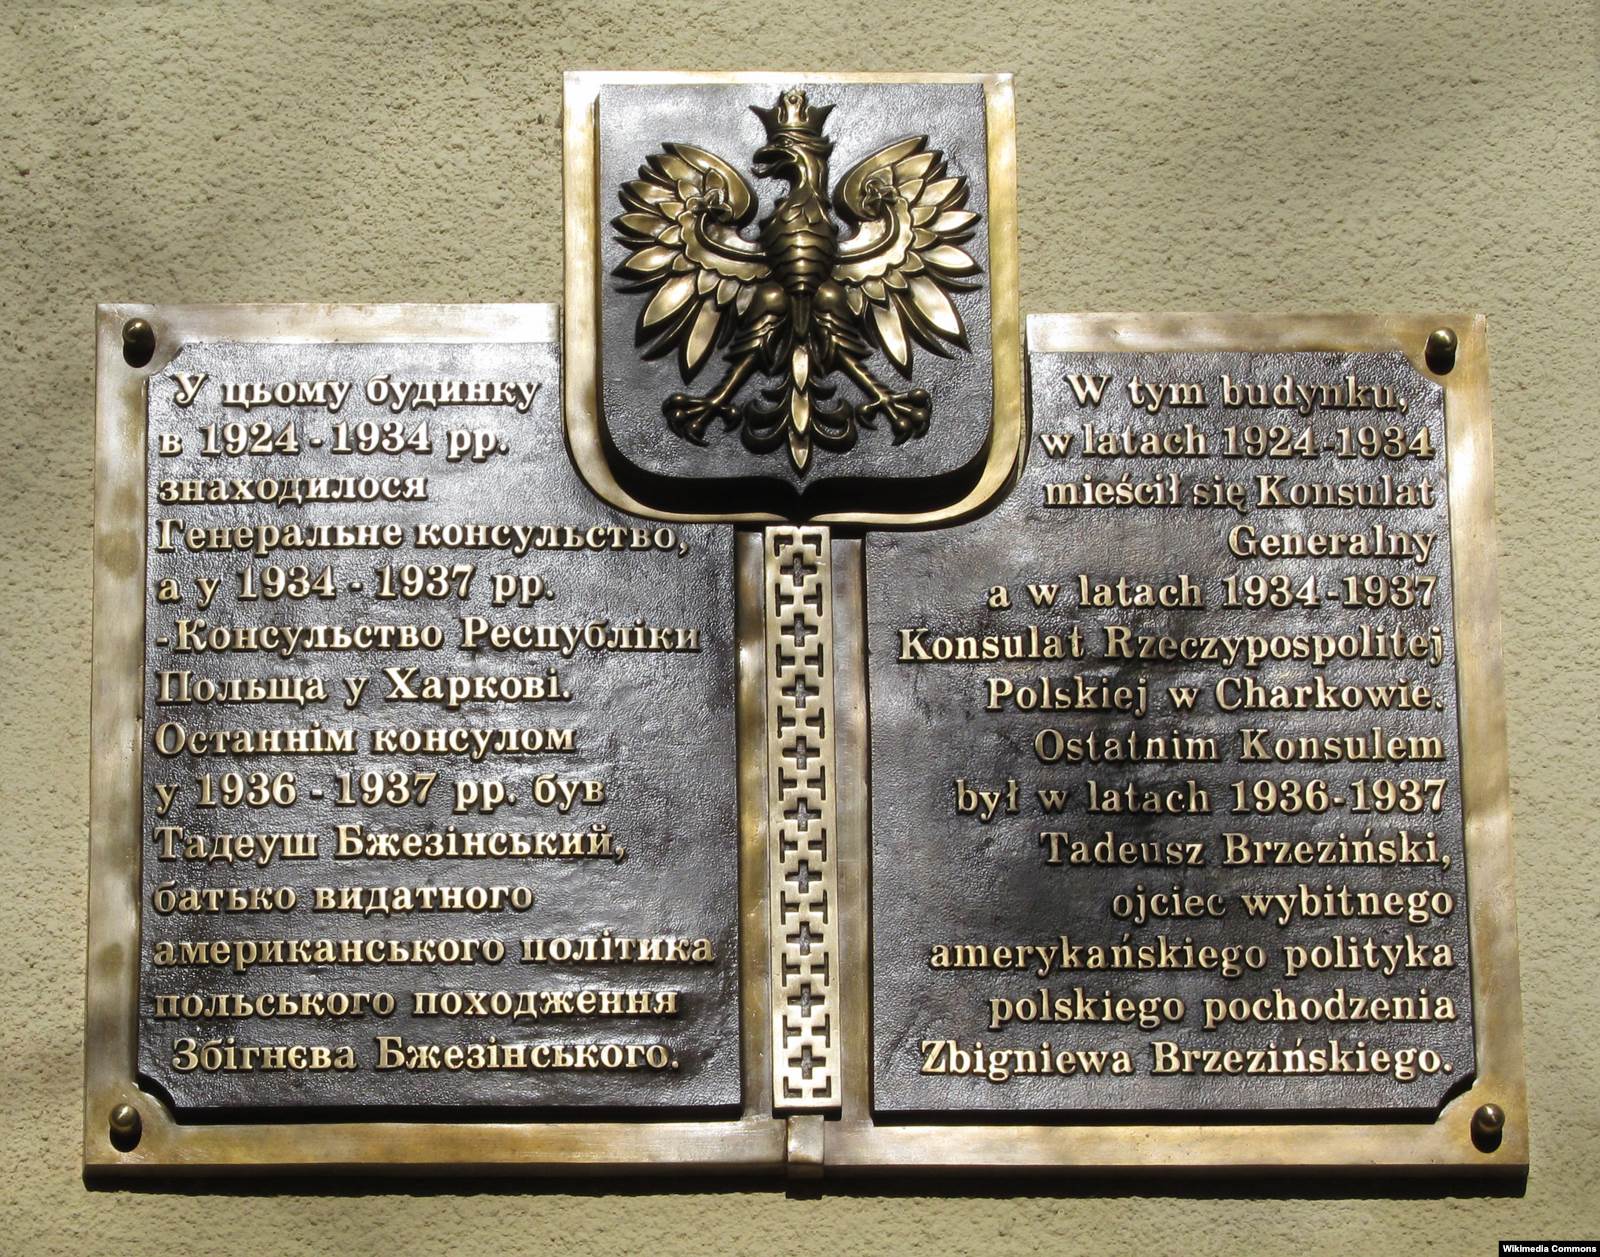 У цьому будинку
в 1924 - 1934 рр.
знаходилося
Генеральне консульство,
а у 1934 - 1937 рр.
-Консульство Республіки
Польща у Харкові.
Останнім консулом
у 1936 - 1937 рр. був
Тадеуш Бжезінський,
батько видатного
американського політика
польського походження
Збігнєва Бжезінського.
W tym budynku,
w latach 1924-1934
mieścił się Konsulat
Generalny
a w latach 1934-1937
Konsulat Rzeczypospolitej
Polskiej w Charkowie.
Ostatnim Konsulem
był w latach 1936-1937
Tadeusz Brzeziński,
ojciec wybitnego
amerykańskiego polityka
polskiego pochodzenia
Zbigniewa Brzezińskiego.
Wikimedia Commons